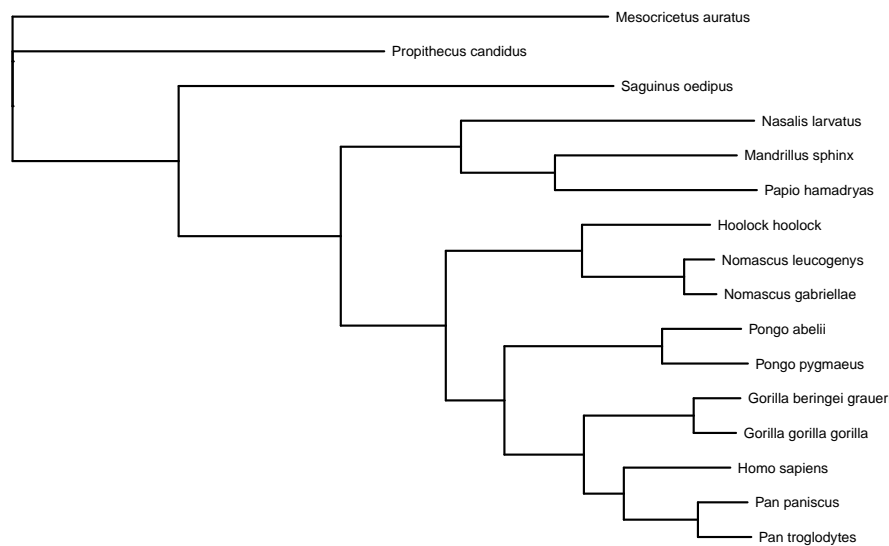 Mesocricetus auratus
Propithecus candidus
Saguinus oedipus
Nasalis larvatus
Mandrillus sphinx
Papio hamadryas
Hoolock hoolock
Nomascus leucogenys
Nomascus gabriellae
Pongo abelii
Pongo pygmaeus
Gorilla beringei grauer
Gorilla gorilla gorilla
Homo sapiens
Pan paniscus
Pan troglodytes